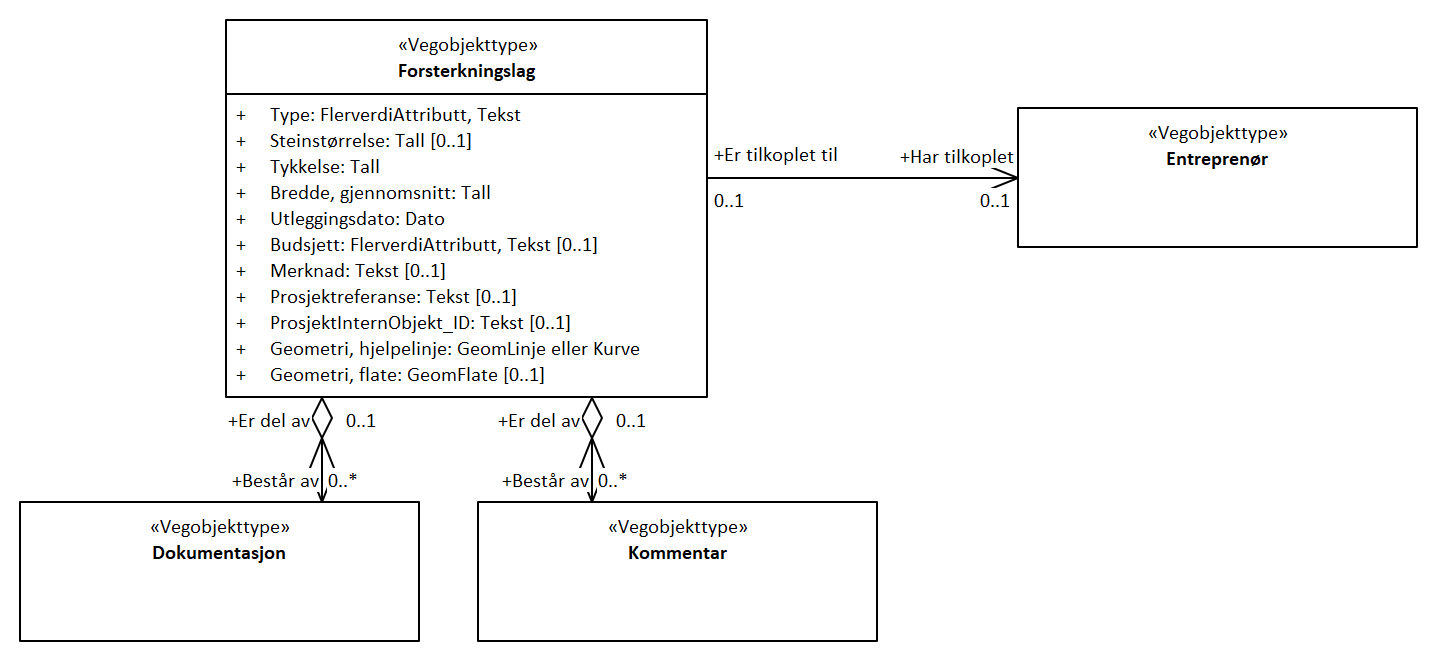 «Vegobjekttype»
Forsterkningslag
+ Type: FlerverdiAttributt, Tekst
+ Steinstørrelse: Tall [0..1]
+ Tykkelse: Tall
+ Bredde, gjennomsnitt: Tall
+ Utleggingsdato: Dato
+ Budsjett: FlerverdiAttributt, Tekst [0..1]
+ Merknad: Tekst [0..1]
+ Prosjektreferanse: Tekst [0..1]
+ ProsjektInternObjekt_ID: Tekst [0..1]
+ Geometri, hjelpelinje: GeomLinje eller Kurve
+ Geometri, flate: GeomFlate [0..1]
+Er tilkoplet til
+Har tilkoplet
0..1
0..1
«Vegobjekttype»
Entreprenør
+Er del av 0..1
+Består av 0..*
+Er del av 0..1
+Består av 0..*
«Vegobjekttype»
Dokumentasjon
«Vegobjekttype»
Kommentar